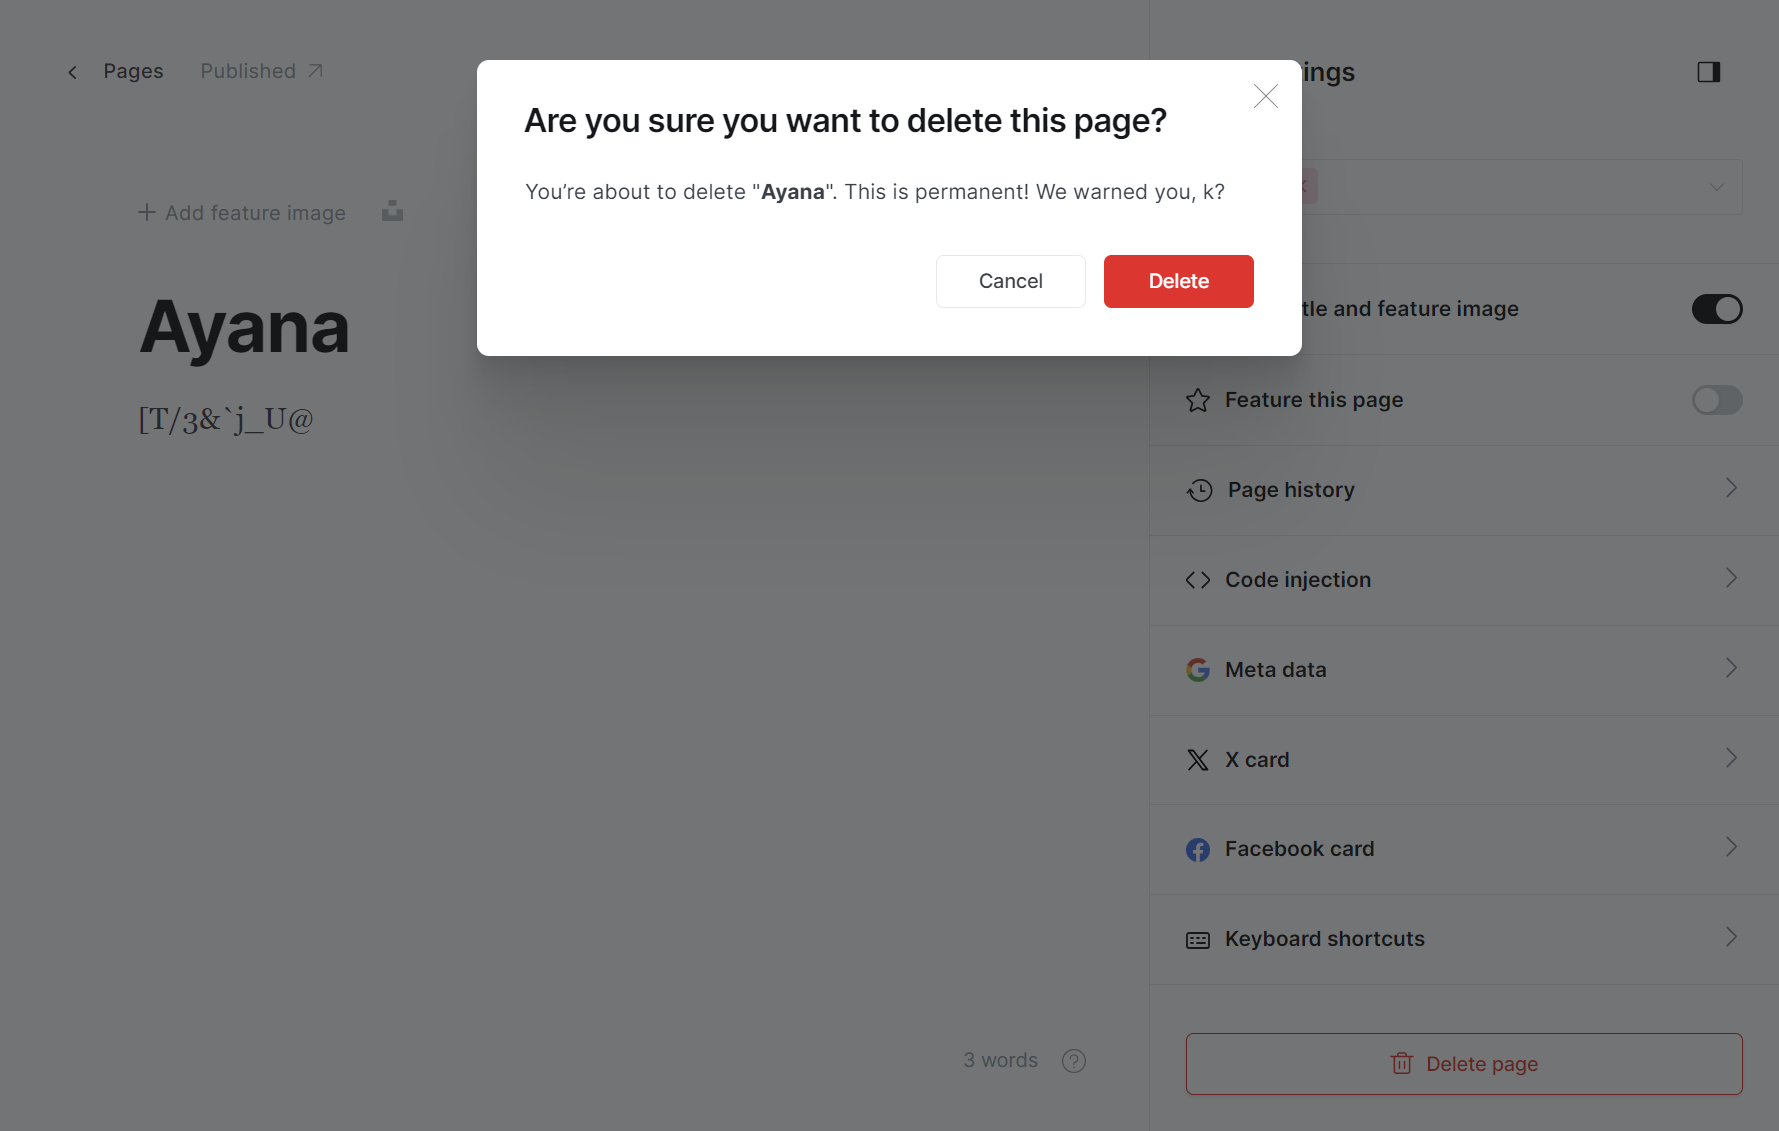 Pages
Published
ings
Are you sure you want to delete this page?
You’re about to delete "Ayana". This is permanent! We warned you, k?
Cancel
Delete
Add feature image
Ayana
[T/3&`j_U@
tle and feature image
Feature this page
Page history
Code injection
Meta data
X card
Facebook card
Keyboard shortcuts
3 words
?
Delete page